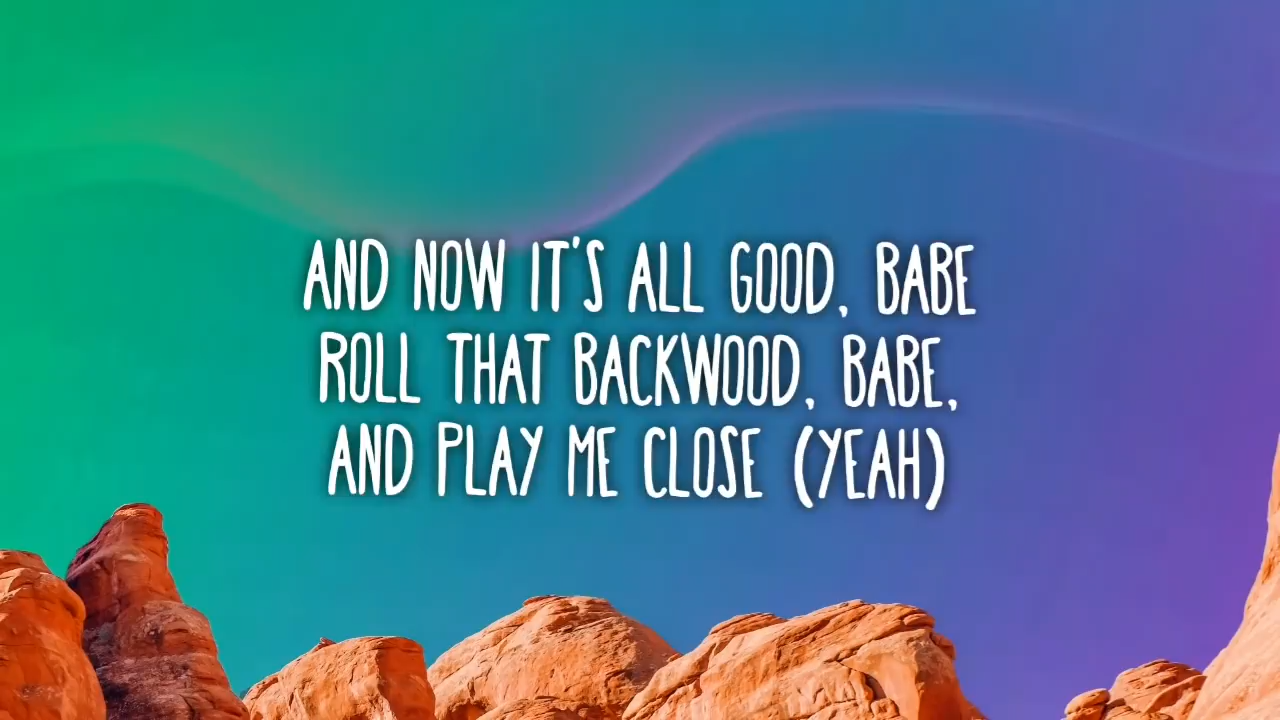 AND NOW IT'S ALL GOOD, BABE
ROLL THAT BACKWOOD, BABE,
AND PLAY ME CLOSE (YEAH)